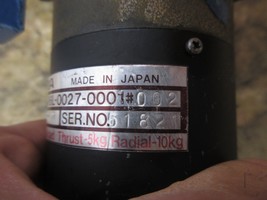 MADE IN JAPAN
-0027-0001#002
SER.NO.51821
Thrust-5kg/Radial-10kg